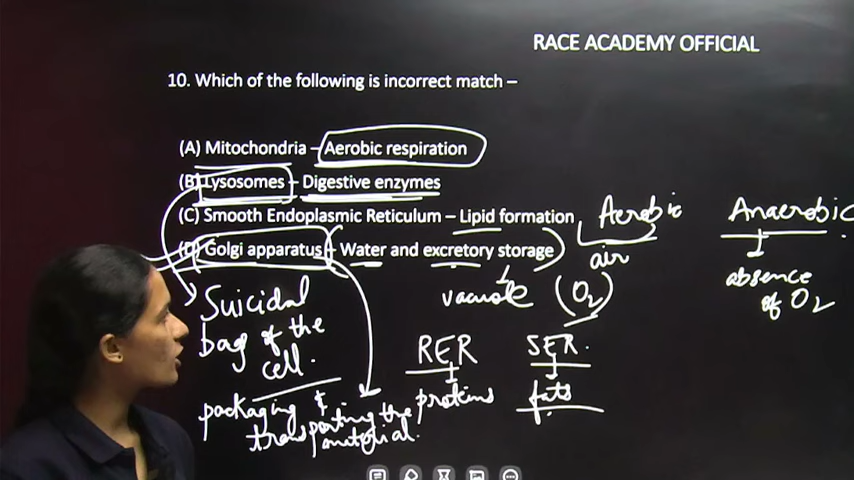 RACE ACADEMY OFFICIAL
10. Which of the following is incorrect match –
(A) Mitochondria – Aerobic respiration
(B) Lysosomes – Digestive enzymes
(C) Smooth Endoplasmic Reticulum – Lipid formation
(D) Golgi apparatus – Water and excretory storage
Aerobic
air
(O2)
Anaerobic
absence
of O2
vacuole
Suicidal
bag of the
cell.
RER
proteins
SER.
fats
packaging &
transporting the
material.